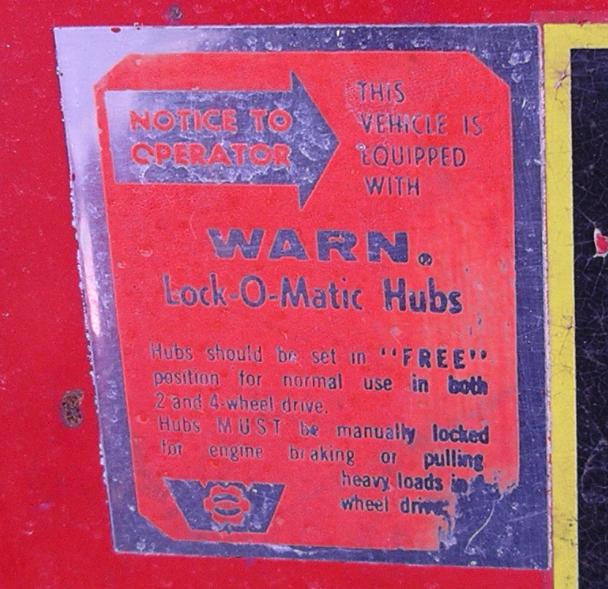 NOTICE TO
OPERATOR
THIS
VEHICLE IS
EQUIPPED
WITH
WARN®
Lock-O-Matic Hubs
Hubs should be set in "FREE"
position for normal use in both
2 and 4-wheel drive.
Hubs MUST be manually locked
for engine braking or pulling
heavy loads in
wheel drive